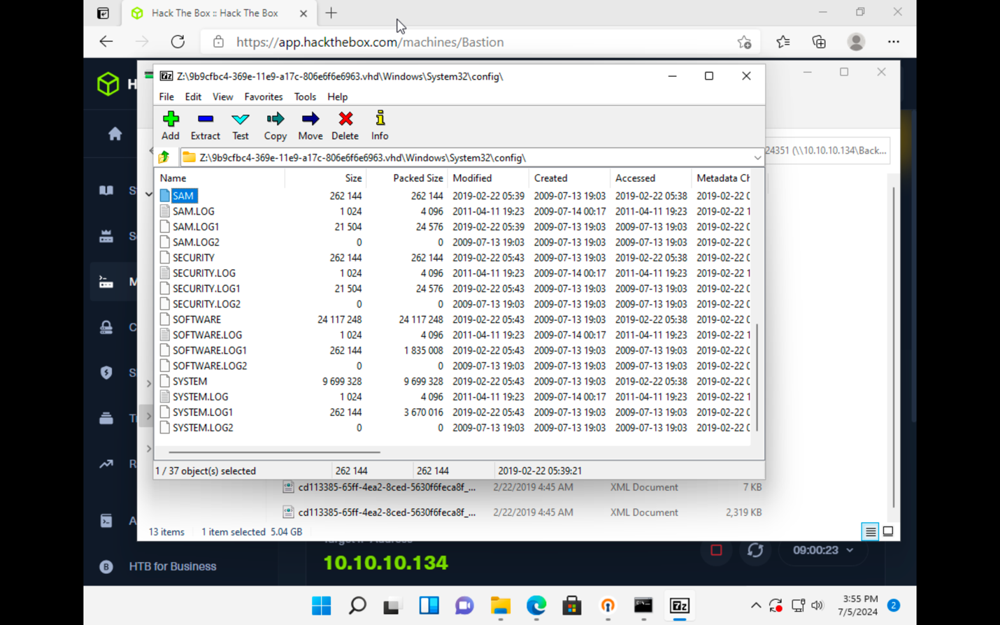 Hack The Box :: Hack The Box
https://app.hackthebox.com/machines/Bastion
Z:\9b9cfbc4-369e-11e9-a17c-806e6f6e6963.vhd\Windows\System32\config\
File Edit View Favorites Tools Help
Add Extract Test Copy Move Delete Info
Z:\9b9cfbc4-369e-11e9-a17c-806e6f6e6963.vhd\Windows\System32\config\
24351 (\\10.10.10.134\Back...
Name Size Packed Size Modified Created Accessed Metadata Ch
SAM 262 144 262 144 2019-02-22 05:39 2009-07-13 19:03 2019-02-22 05:38 2019-02-22 0
SAM.LOG 1 024 4 096 2011-04-11 19:23 2009-07-14 00:17 2011-04-11 19:23 2019-02-22 1
SAM.LOG1 21 504 24 576 2019-02-22 05:39 2009-07-13 19:03 2009-07-13 19:03 2019-02-22 0
SAM.LOG2 0 0 2009-07-13 19:03 2009-07-13 19:03 2009-07-13 19:03 2019-02-22 0
SECURITY 262 144 262 144 2019-02-22 05:43 2009-07-13 19:03 2019-02-22 05:38 2019-02-22 0
SECURITY.LOG 1 024 4 096 2011-04-11 19:23 2009-07-14 00:17 2011-04-11 19:23 2019-02-22 1
SECURITY.LOG1 21 504 24 576 2019-02-22 05:43 2009-07-13 19:03 2009-07-13 19:03 2019-02-22 0
SECURITY.LOG2 0 0 2009-07-13 19:03 2009-07-13 19:03 2009-07-13 19:03 2019-02-22 0
SOFTWARE 24 117 248 24 117 248 2019-02-22 05:43 2009-07-13 19:03 2019-02-22 05:38 2019-02-22 0
SOFTWARE.LOG 1 024 4 096 2011-04-11 19:23 2009-07-14 00:17 2011-04-11 19:23 2019-02-22 1
SOFTWARE.LOG1 262 144 1 835 008 2019-02-22 05:43 2009-07-13 19:03 2009-07-13 19:03 2019-02-22 0
SOFTWARE.LOG2 0 0 2009-07-13 19:03 2009-07-13 19:03 2009-07-13 19:03 2019-02-22 0
SYSTEM 9 699 328 9 699 328 2019-02-22 05:43 2009-07-13 19:03 2019-02-22 05:38 2019-02-22 0
SYSTEM.LOG 1 024 4 096 2011-04-11 19:23 2009-07-14 00:17 2011-04-11 19:23 2019-02-22 1
SYSTEM.LOG1 262 144 3 670 016 2019-02-22 05:43 2009-07-13 19:03 2009-07-13 19:03 2019-02-22 0
SYSTEM.LOG2 0 0 2009-07-13 19:03 2009-07-13 19:03 2009-07-13 19:03 2019-02-22 0
1 / 37 object(s) selected 262 144 262 144 2019-02-22 05:39:21
cd113385-65ff-4ea2-8ced-5630f6feca8f_... 2/22/2019 4:45 AM XML Document 7 KB
cd113385-65ff-4ea2-8ced-5630f6feca8f_... 2/22/2019 4:45 AM XML Document 2,319 KB
13 items 1 item selected 5.04 GB
10.10.10.134
09:00:23
HTB for Business
3:55 PM
7/5/2024
2